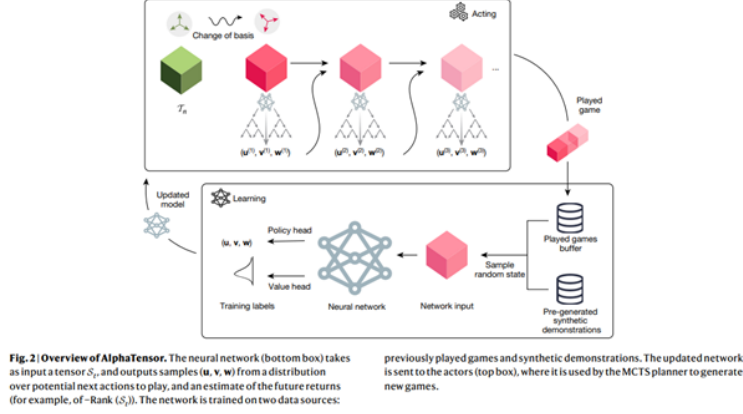 Change of basis
Acting
𝒯ₙ
(u⁽¹⁾, v⁽¹⁾, w⁽¹⁾)
(u⁽²⁾, v⁽²⁾, w⁽²⁾)
(u⁽³⁾, v⁽³⁾, w⁽³⁾)
...
Played
game
Updated
model
Learning
Policy head
(u, v, w)
Value head
Training labels
Neural network
Network input
Sample
random state
Played games
buffer
Pre-generated
synthetic
demonstrations
Fig. 2 | Overview of AlphaTensor. The neural network (bottom box) takes
as input a tensor 𝒮ₜ, and outputs samples (u, v, w) from a distribution
over potential next actions to play, and an estimate of the future returns
(for example, of −Rank (𝒮ₜ)). The network is trained on two data sources:
previously played games and synthetic demonstrations. The updated network
is sent to the actors (top box), where it is used by the MCTS planner to generate
new games.